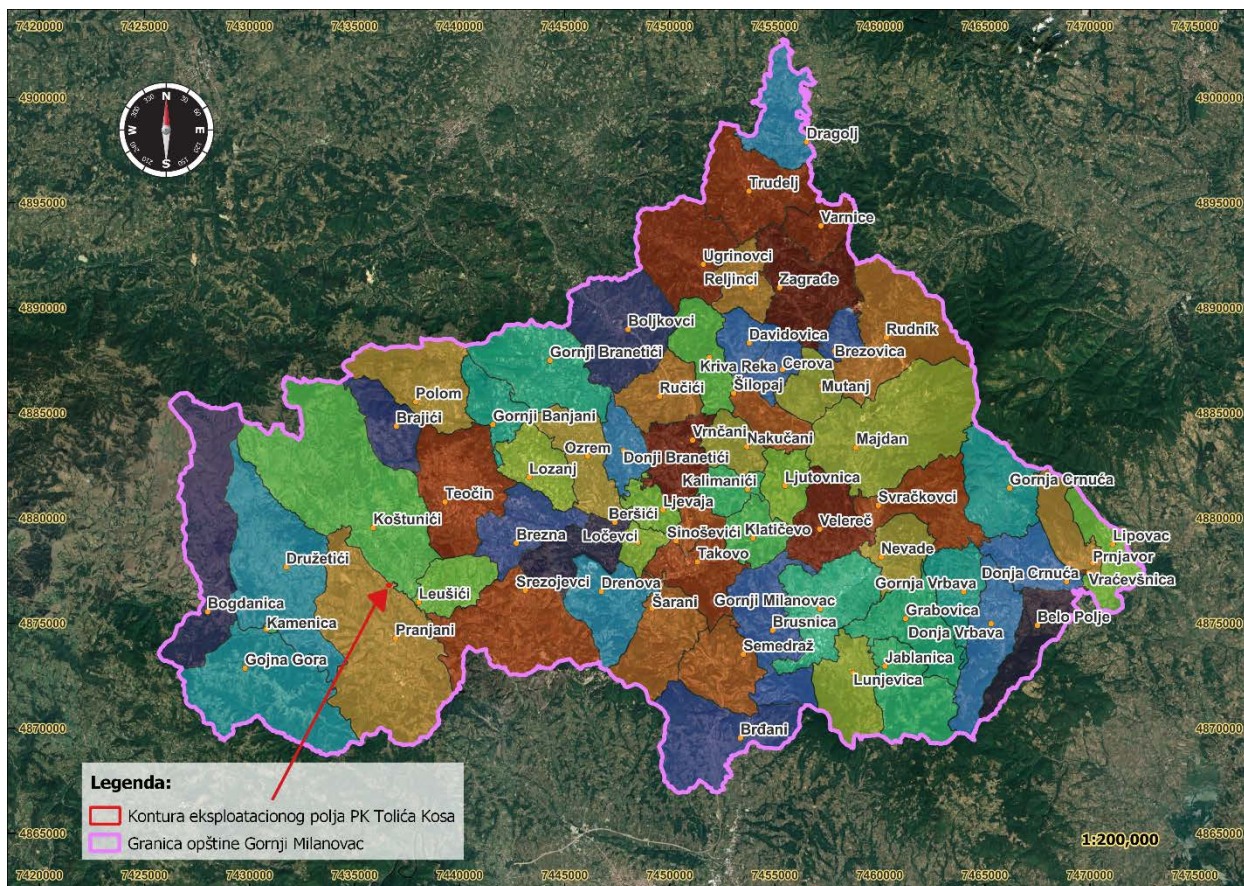 7420000 7425000 7430000 7435000 7440000 7445000 7450000 7455000 7460000 7465000 7470000 7475000
4900000 4900000
N
E
S
W
Dragolj
Trudelj
4895000 4895000
Varnice
Ugrinovci
Reljinci Zagrađe
4890000 4890000
Boljkovci
Davidovica
Rudnik
Gornji Branetići
Kriva Reka
Cerova
Brezovica
Polom
Ručići
Šilopaj
Mutanj
4885000 4885000
Brajići
Gornji Banjani
Vrnčani
Nakučani
Majdan
Ozrem
Donji Branetići
Lozanj
Kalimanići
Ljutovnica
Gornja Crnuća
Teočin
Ljevaja
Svračkovci
4880000 4880000
Beršići
Koštunići
Brezna
Ločevci
Sinoševići
Klatičevo
Velereč
Lipovac
Takovo
Nevade
Prnjavor
Družetići
Donja Crnuća
Vraćevšnica
Leušići
Srezojevci
Drenova
Gornja Vrbava
Šarani
Gornji Milanovac
Bogdanica
Grabovica
Belo Polje
4875000 4875000
Kamenica
Pranjani
Brusnica
Donja Vrbava
Semedraž
Gojna Gora
Jablanica
Lunjevica
4870000 4870000
Brđani
Legenda:
Kontura eksploatacionog polja PK Tolića Kosa
Granica opštine Gornji Milanovac
4865000 4865000
1:200,000
7420000 7425000 7430000 7435000 7440000 7445000 7450000 7455000 7460000 7465000 7470000 7475000